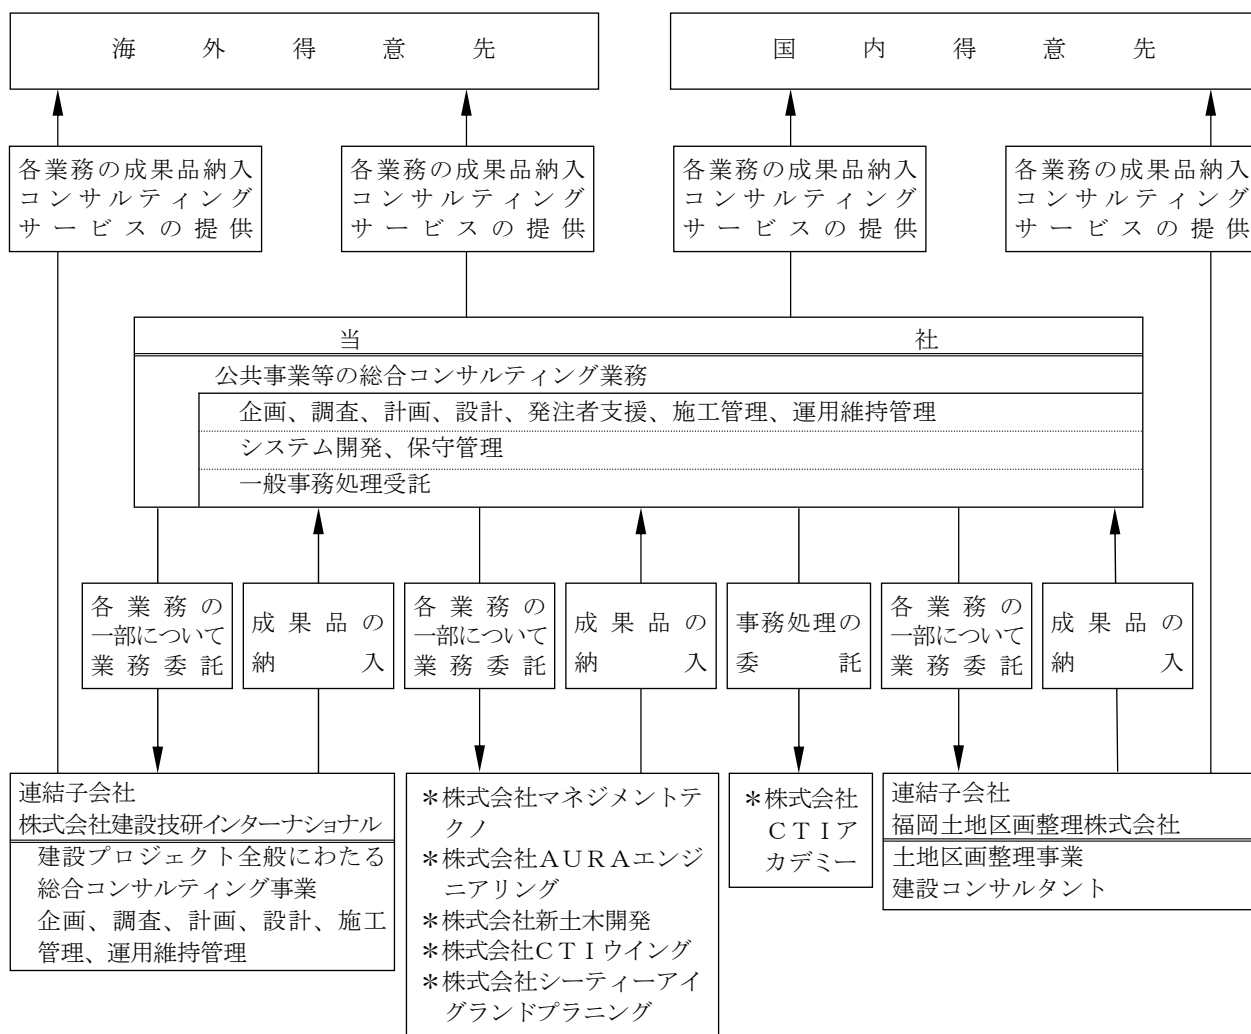 海外得意先
国内得意先
各業務の成果品納入
コンサルティング
サービスの提供
各業務の成果品納入
コンサルティング
サービスの提供
各業務の成果品納入
コンサルティング
サービスの提供
各業務の成果品納入
コンサルティング
サービスの提供
当社
公共事業等の総合コンサルティング業務
企画、調査、計画、設計、発注者支援、施工管理、運用維持管理
システム開発、保守管理
一般事務処理受託
各業務の
一部について
業務委託
成果品の
納入
各業務の
一部について
業務委託
成果品の
納入
事務処理の
委託
各業務の
一部について
業務委託
成果品の
納入
連結子会社
株式会社建設技研インターナショナル
建設プロジェクト全般にわたる
総合コンサルティング事業
企画、調査、計画、設計、施工
管理、運用維持管理
＊株式会社マネジメントテ
クノ
＊株式会社ＡＵＲＡエンジ
ニアリング
＊株式会社新土木開発
＊株式会社ＣＴＩウイング
＊株式会社シーティーアイ
グランドプラニング
＊株式会社
ＣＴＩア
カデミー
連結子会社
福岡土地区画整理株式会社
土地区画整理事業
建設コンサルタント